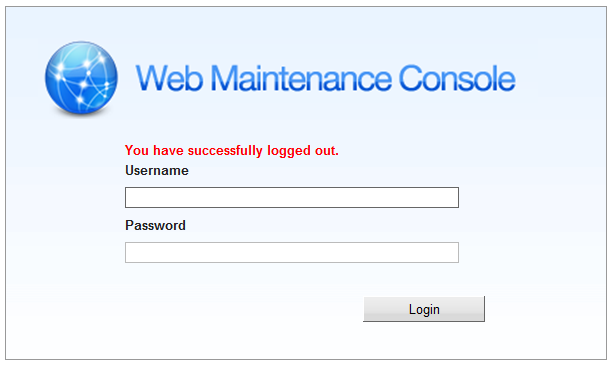 Web Maintenance Console
You have successfully logged out.
Username
Password
Login